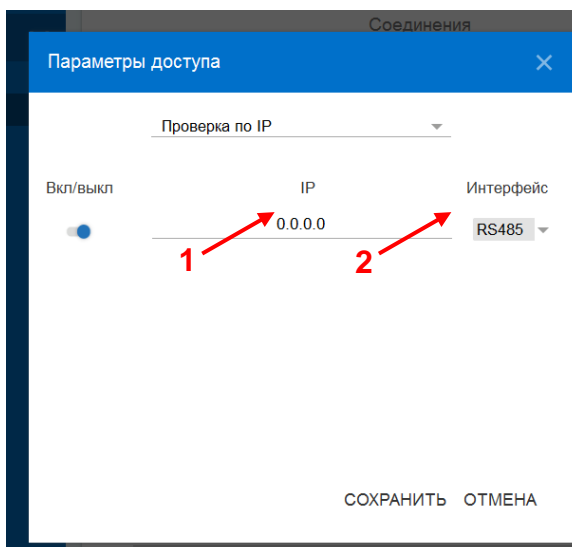 Соединения
Параметры доступа
Проверка по IP
Вкл/выкл IP Интерфейс
0.0.0.0 RS485
1 2
СОХРАНИТЬ ОТМЕНА